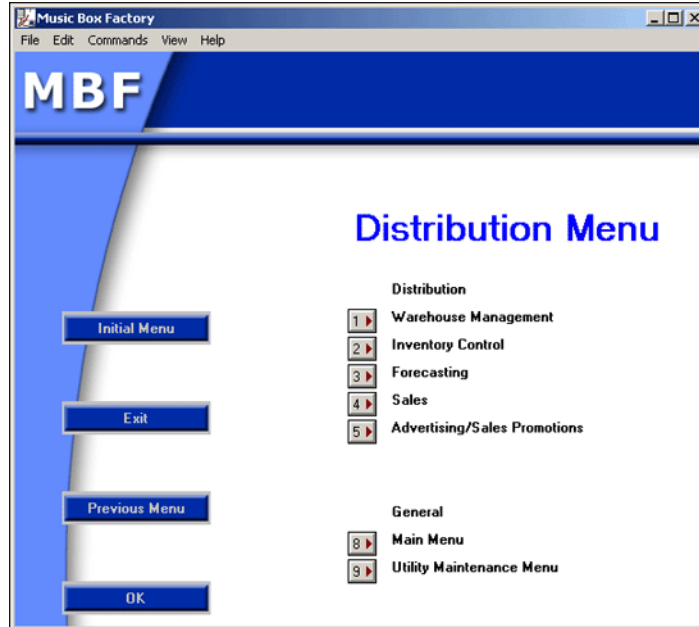 Music Box Factory
File Edit Commands View Help
MBF
Distribution Menu
Distribution
1 Warehouse Management
2 Inventory Control
3 Forecasting
4 Sales
5 Advertising/Sales Promotions
General
8 Main Menu
9 Utility Maintenance Menu
Initial Menu
Exit
Previous Menu
OK